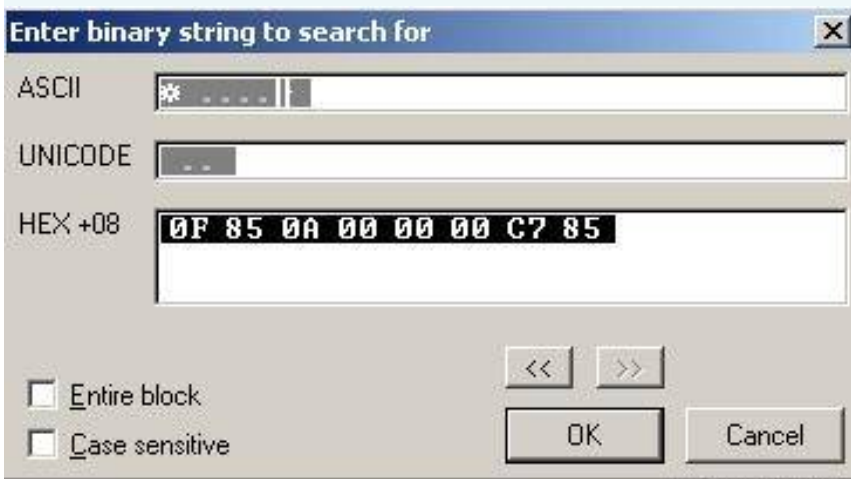 Enter binary string to search for
ASCII
UNICODE
HEX +08
0F 85 0A 00 00 00 C7 85
<< >>
Entire block
Case sensitive
OK Cancel